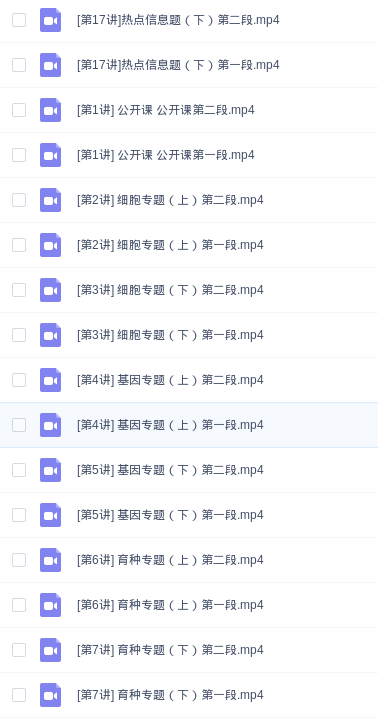 [第17讲]热点信息题（下）第二段.mp4
[第17讲]热点信息题（下）第一段.mp4
[第1讲] 公开课 公开课第二段.mp4
[第1讲] 公开课 公开课第一段.mp4
[第2讲] 细胞专题（上）第二段.mp4
[第2讲] 细胞专题（上）第一段.mp4
[第3讲] 细胞专题（下）第二段.mp4
[第3讲] 细胞专题（下）第一段.mp4
[第4讲] 基因专题（上）第二段.mp4
[第4讲] 基因专题（上）第一段.mp4
[第5讲] 基因专题（下）第二段.mp4
[第5讲] 基因专题（下）第一段.mp4
[第6讲] 育种专题（上）第二段.mp4
[第6讲] 育种专题（上）第一段.mp4
[第7讲] 育种专题（下）第二段.mp4
[第7讲] 育种专题（下）第一段.mp4